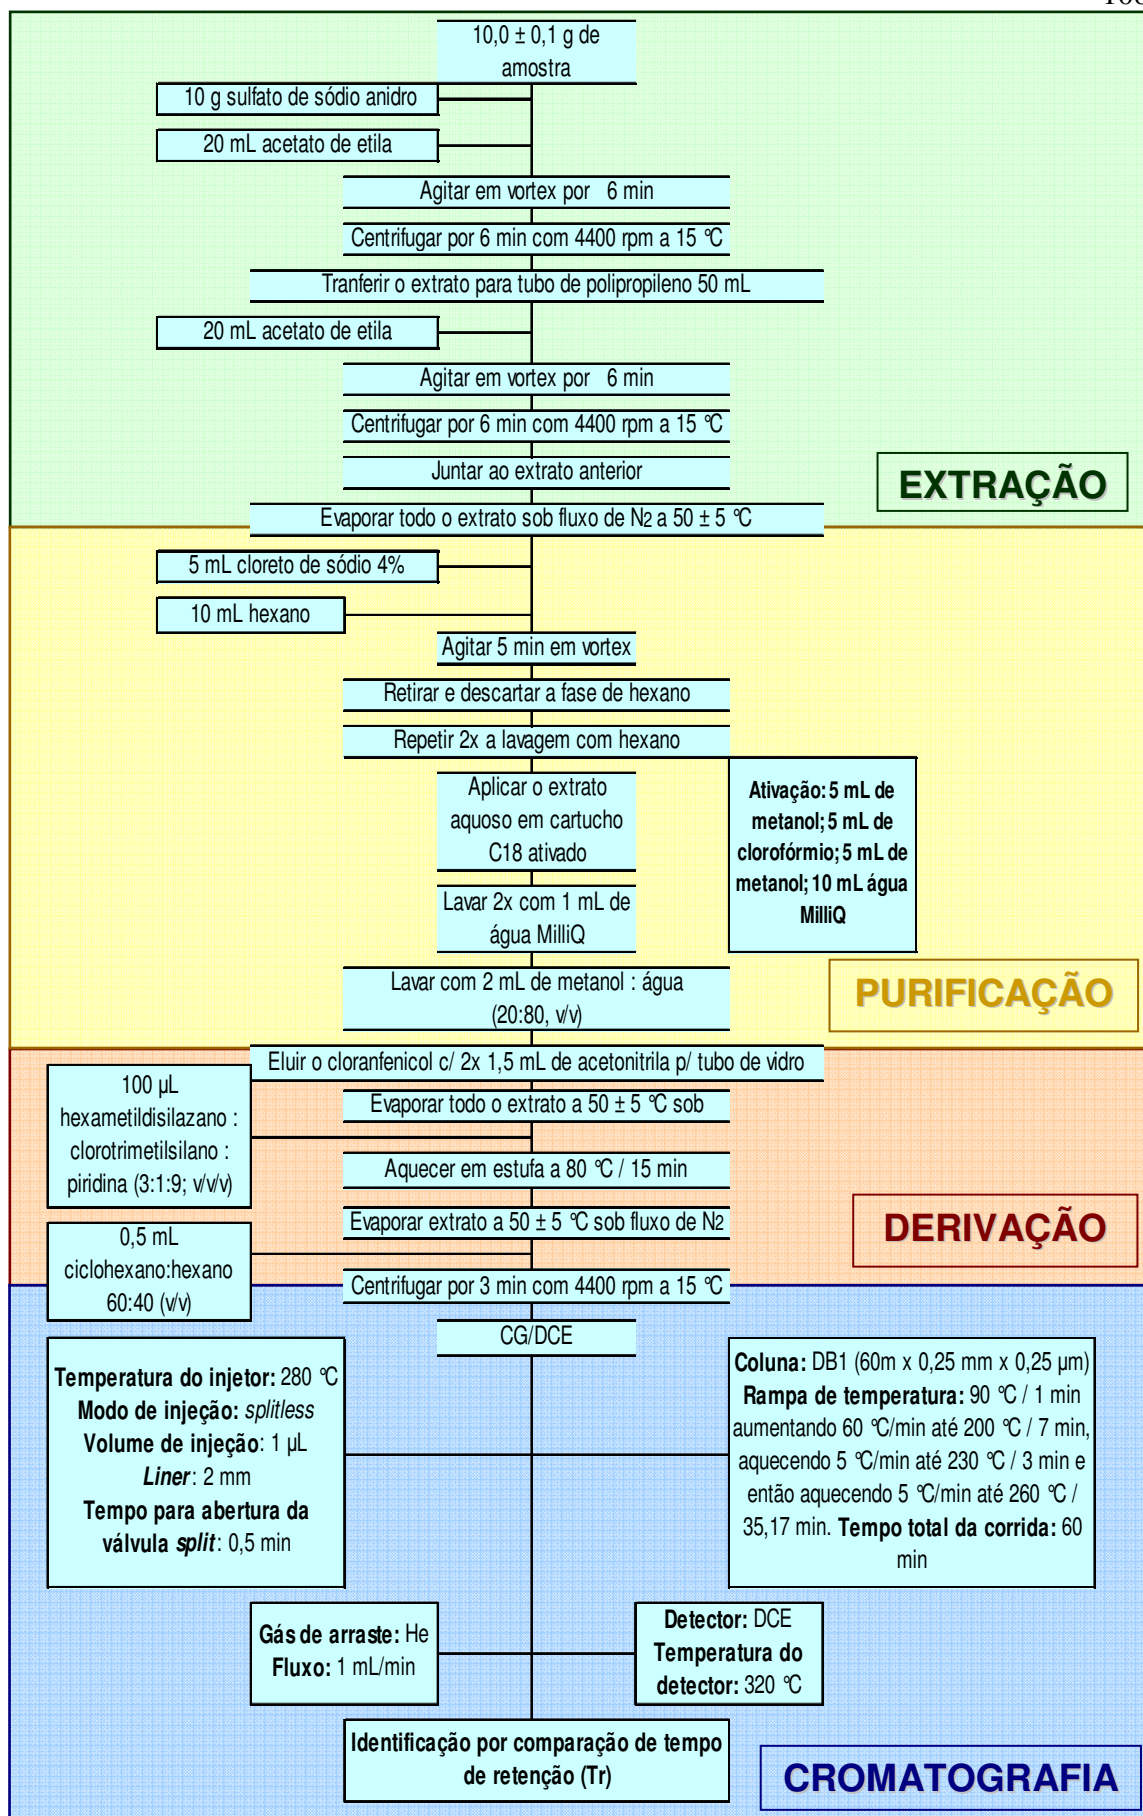 10,0 ± 0,1 g de
amostra
10 g sulfato de sódio anidro
20 mL acetato de etila
Agitar em vortex por 6 min
Centrifugar por 6 min com 4400 rpm a 15 °C
Tranferir o extrato para tubo de polipropileno 50 mL
20 mL acetato de etila
Agitar em vortex por 6 min
Centrifugar por 6 min com 4400 rpm a 15 °C
Juntar ao extrato anterior
EXTRAÇÃO
Evaporar todo o extrato sob fluxo de N2 a 50 ± 5 °C
5 mL cloreto de sódio 4%
10 mL hexano
Agitar 5 min em vortex
Retirar e descartar a fase de hexano
Repetir 2x a lavagem com hexano
Aplicar o extrato
aquoso em cartucho
C18 ativado
Ativação: 5 mL de
metanol; 5 mL de
clorofórmio; 5 mL de
metanol; 10 mL água
MilliQ
Lavar 2x com 1 mL de
água MilliQ
Lavar com 2 mL de metanol : água
(20:80, v/v)
PURIFICAÇÃO
Eluir o cloranfenicol c/ 2x 1,5 mL de acetonitrila p/ tubo de vidro
100 µL
hexametildisilazano :
clorotrimetilsilano :
piridina (3:1:9; v/v/v)
Evaporar todo o extrato a 50 ± 5 °C sob
Aquecer em estufa a 80 °C / 15 min
Evaporar extrato a 50 ± 5 °C sob fluxo de N2
DERIVAÇÃO
0,5 mL
ciclohexano:hexano
60:40 (v/v)
Centrifugar por 3 min com 4400 rpm a 15 °C
CG/DCE
Temperatura do injetor: 280 °C
Modo de injeção: splitless
Volume de injeção: 1 µL
Liner: 2 mm
Tempo para abertura da
válvula split: 0,5 min
Coluna: DB1 (60m x 0,25 mm x 0,25 µm)
Rampa de temperatura: 90 °C / 1 min
aumentando 60 °C/min até 200 °C / 7 min,
aquecendo 5 °C/min até 230 °C / 3 min e
então aquecendo 5 °C/min até 260 °C /
35,17 min. Tempo total da corrida: 60
min
Gás de arraste: He
Fluxo: 1 mL/min
Detector: DCE
Temperatura do
detector: 320 °C
Identificação por comparação de tempo
de retenção (Tr)
CROMATOGRAFIA